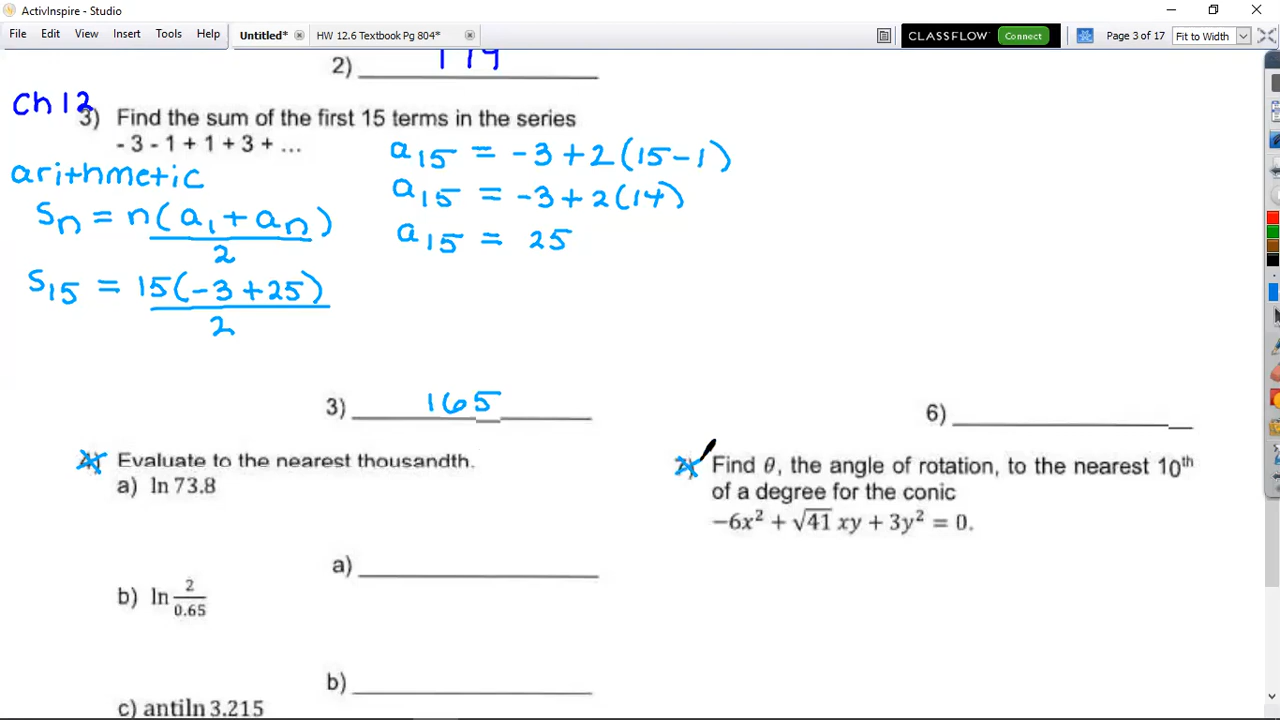 ActivInspire - Studio
File Edit View Insert Tools Help Untitled* HW 12.6 Textbook Pg 804* CLASSFLOW Connect Page 3 of 17 Fit to Width
2) 179
Ch 12
3) Find the sum of the first 15 terms in the series
- 3 - 1 + 1 + 3 + ...
arithmetic
Sn = n(a1 + an)
2
S15 = 15(-3+25)
2
a15 = -3+2(15-1)
a15 = -3+2(14)
a15 = 25
3) 165
4) Evaluate to the nearest thousandth.
a) ln 73.8
a)
b) ln 2/0.65
b)
c) antiln 3.215
6)
7) Find θ, the angle of rotation, to the nearest 10th
of a degree for the conic
−6x² + √41 xy + 3y² = 0.